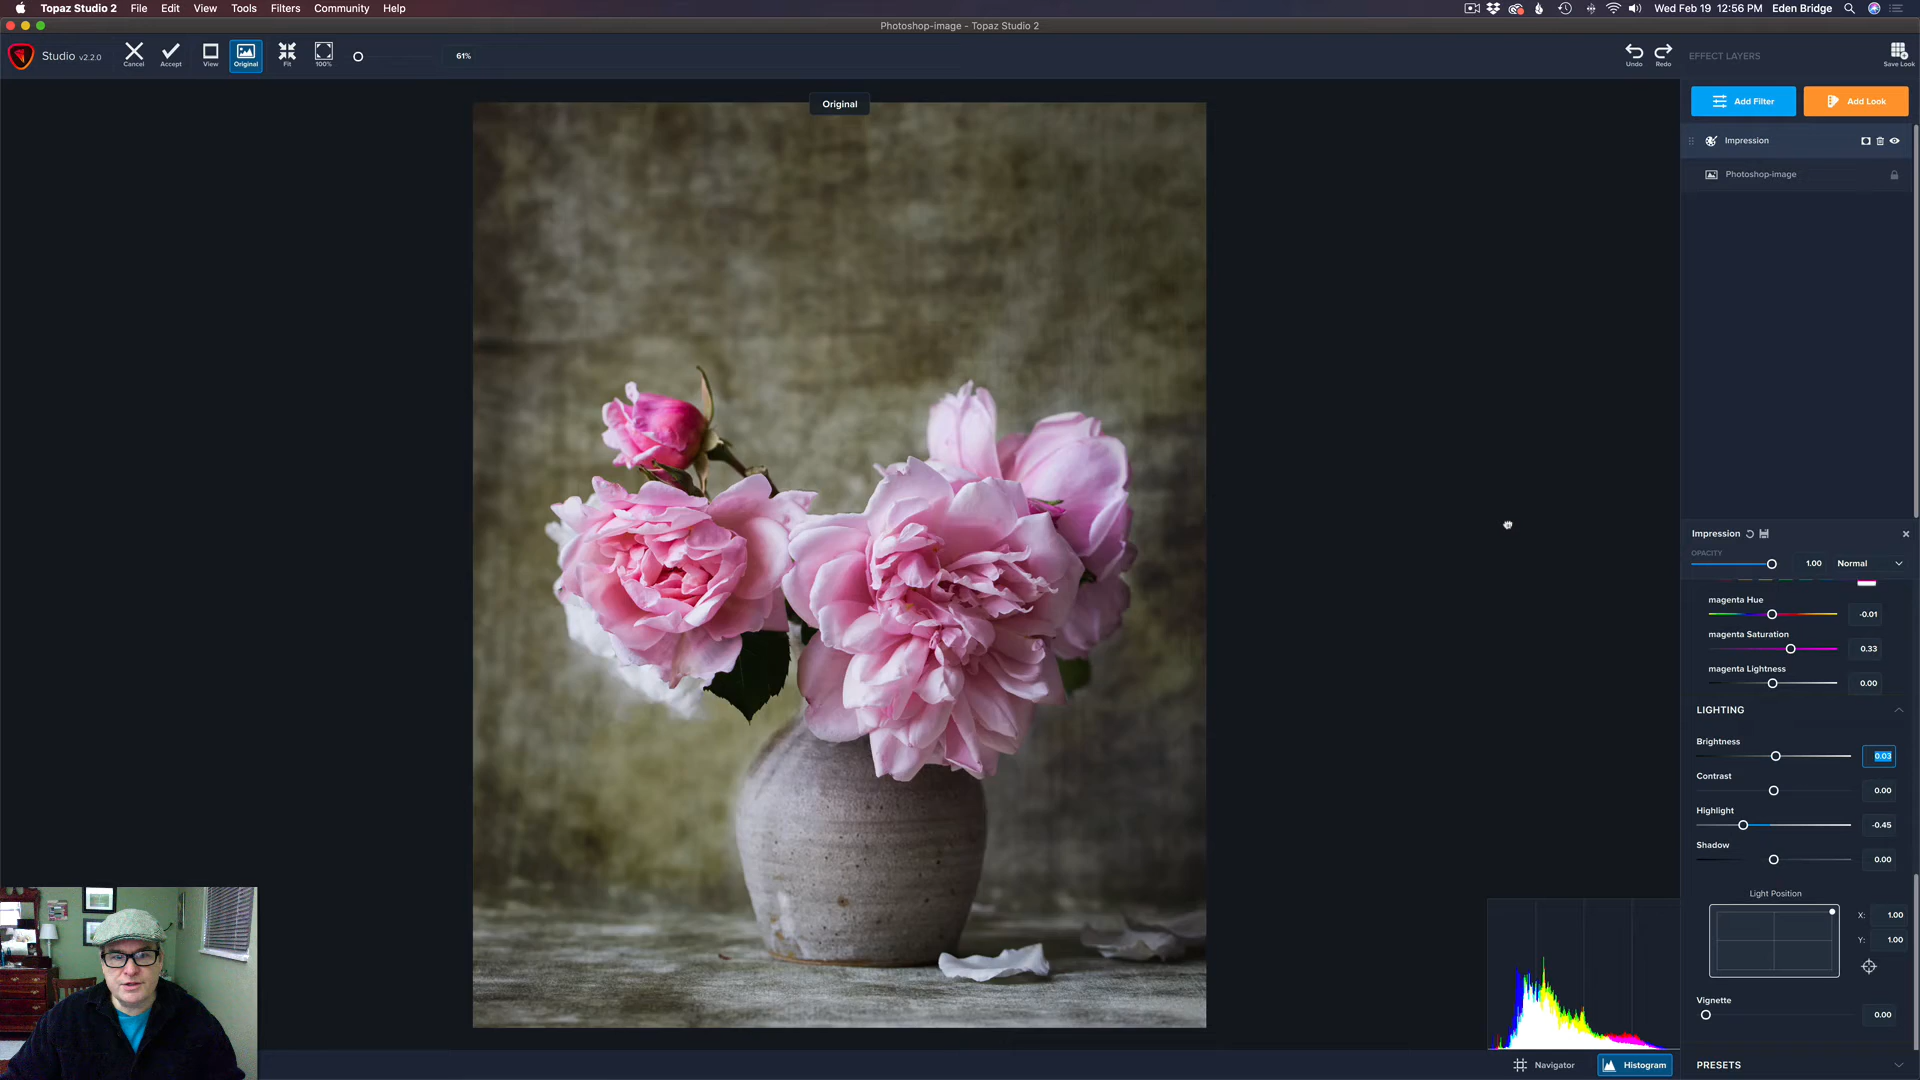 Topaz Studio 2 File Edit View Tools Filters Community Help
Wed Feb 19 12:56 PM Eden Bridge
Photoshop-image - Topaz Studio 2
Studio v2.2.0
Cancel Accept View Original Fit 100%
61%
Undo Redo
EFFECT LAYERS
Save Look
Original
Add Filter Add Look
Impression
Photoshop-image
Impression
OPACITY
1.00 Normal
magenta Hue
-0.01
magenta Saturation
0.33
magenta Lightness
0.00
LIGHTING
Brightness
0.03
Contrast
0.00
Highlight
-0.45
Shadow
0.00
Light Position
X: 1.00
Y: 1.00
Vignette
0.00
Navigator Histogram
PRESETS